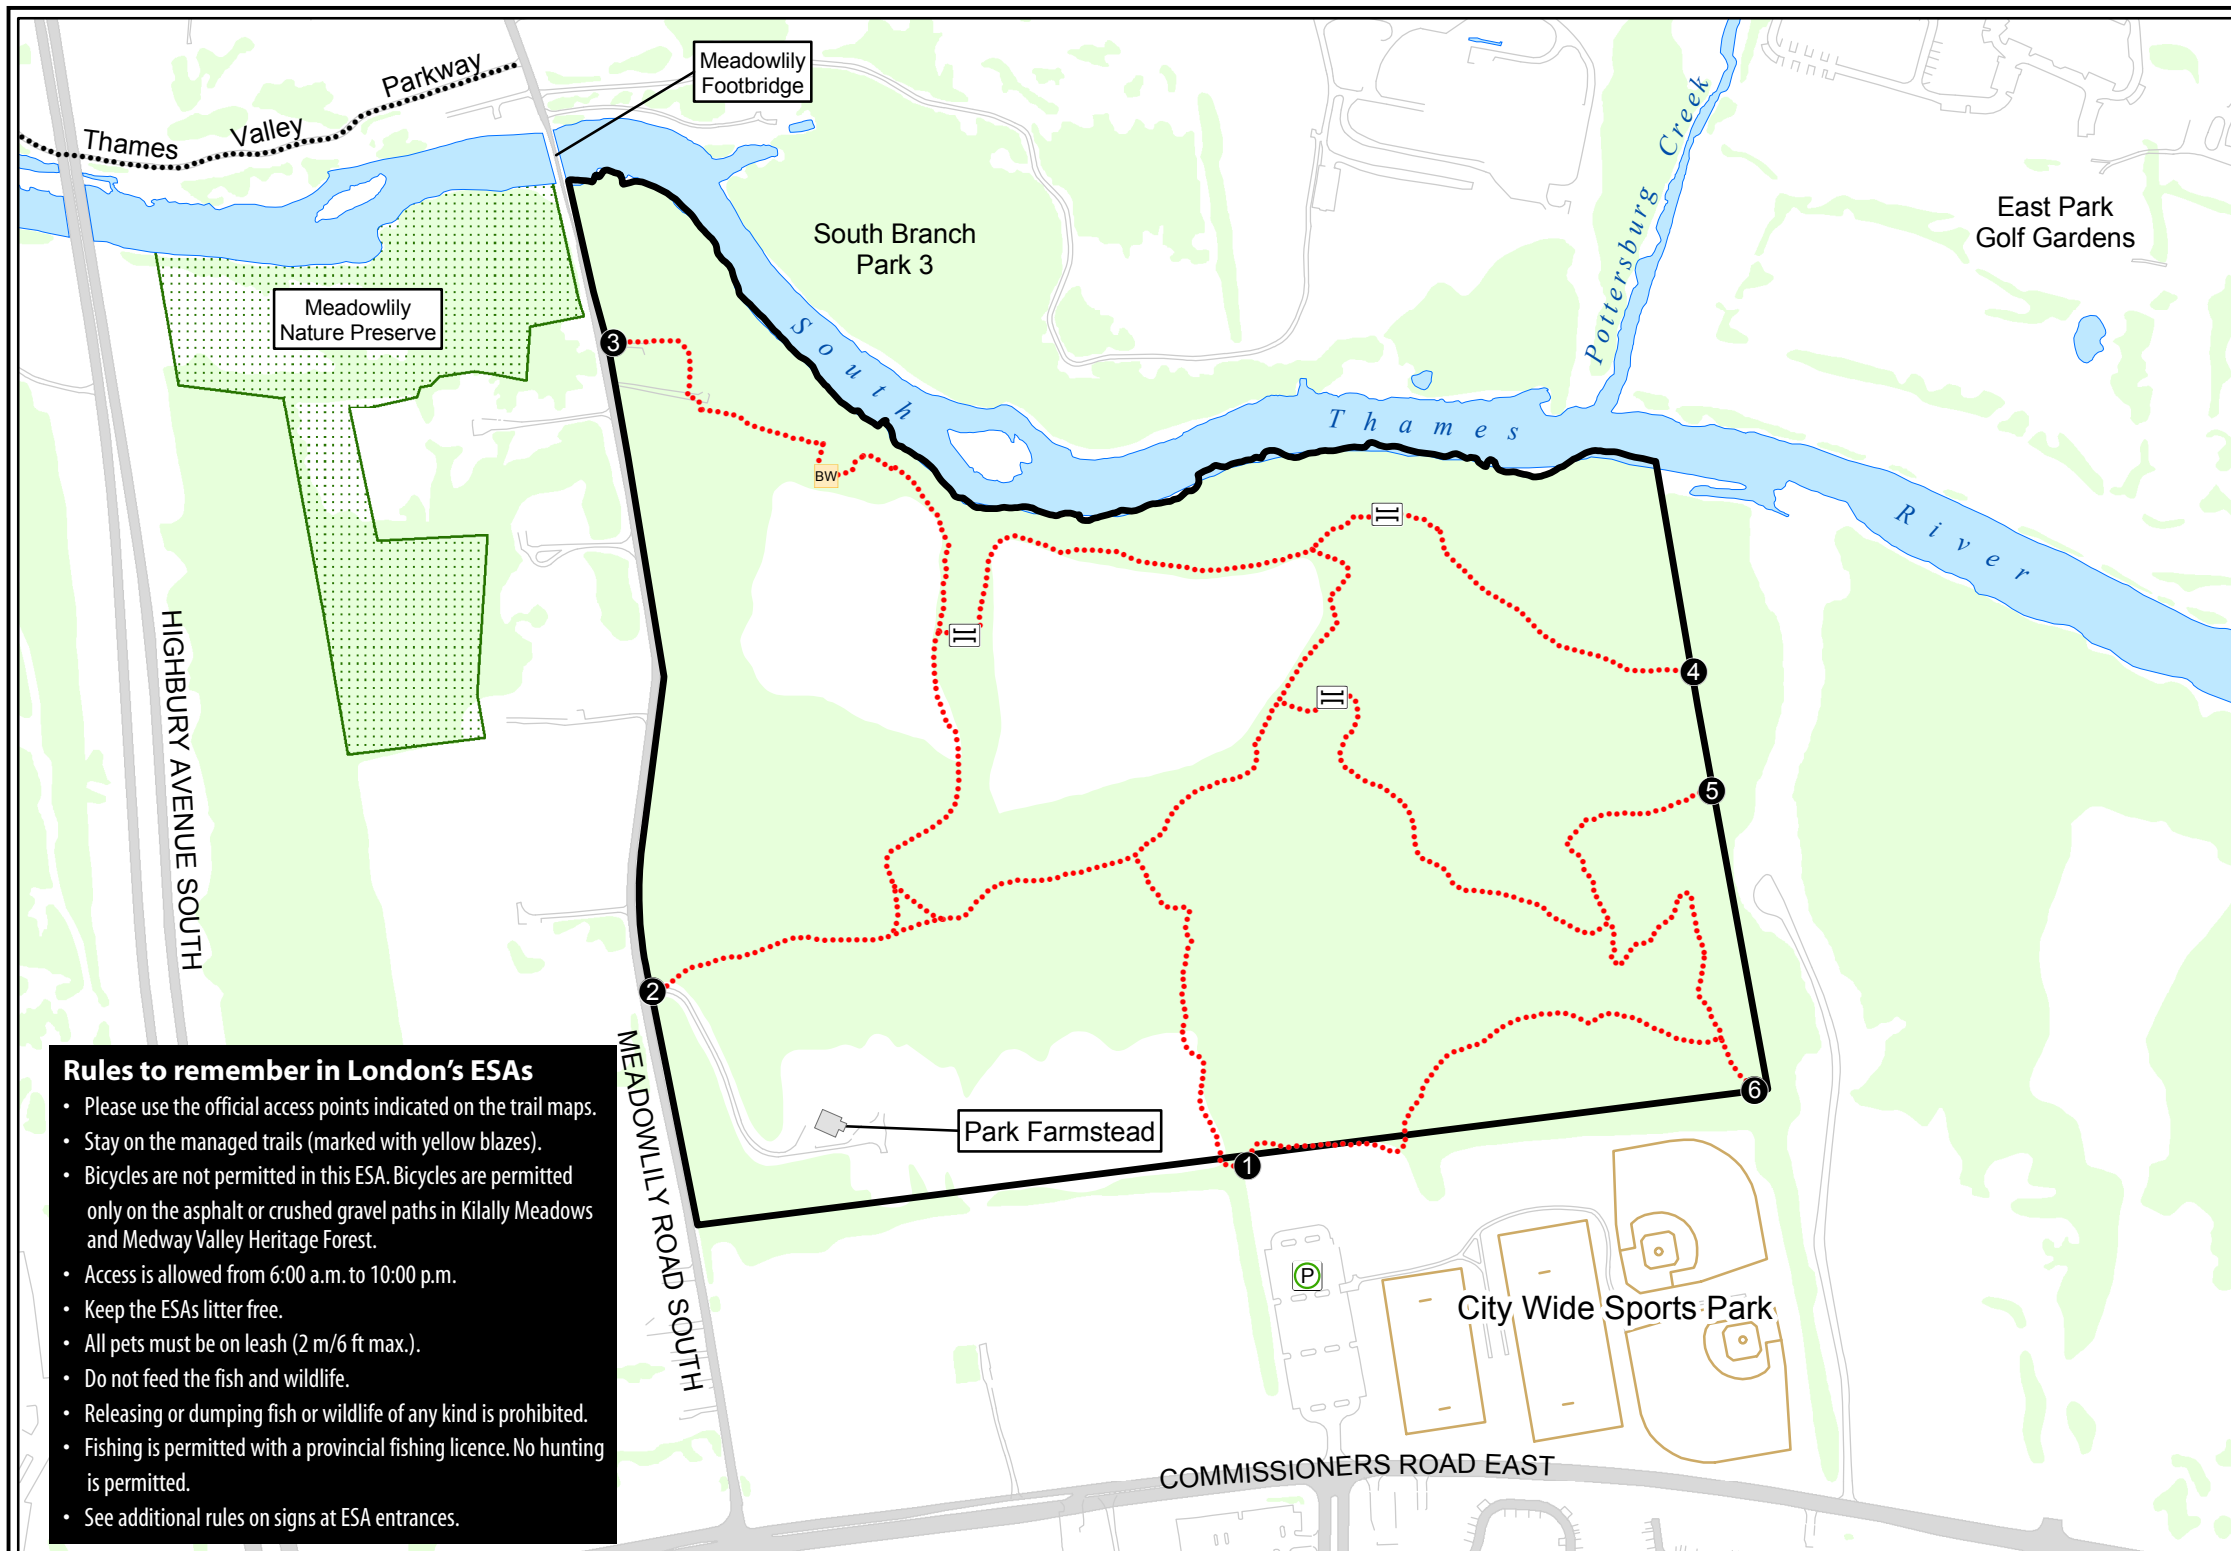 Meadowlily
Footbridge
Thames Valley Parkway
Pottersburg Creek
East Park
Golf Gardens
South Branch
Park 3
Meadowlily
Nature Preserve
3
South Thames River
BW
4
5
HIGHBURY AVENUE SOUTH
2
MEADOWLILY ROAD SOUTH
6
Park Farmstead
1
P
City Wide Sports Park
COMMISSIONERS ROAD EAST
Rules to remember in London’s ESAs
• Please use the official access points indicated on the trail maps.
• Stay on the managed trails (marked with yellow blazes).
• Bicycles are not permitted in this ESA. Bicycles are permitted
only on the asphalt or crushed gravel paths in Kilally Meadows
and Medway Valley Heritage Forest.
• Access is allowed from 6:00 a.m. to 10:00 p.m.
• Keep the ESAs litter free.
• All pets must be on leash (2 m/6 ft max.).
• Do not feed the fish and wildlife.
• Releasing or dumping fish or wildlife of any kind is prohibited.
• Fishing is permitted with a provincial fishing licence. No hunting
is permitted.
• See additional rules on signs at ESA entrances.